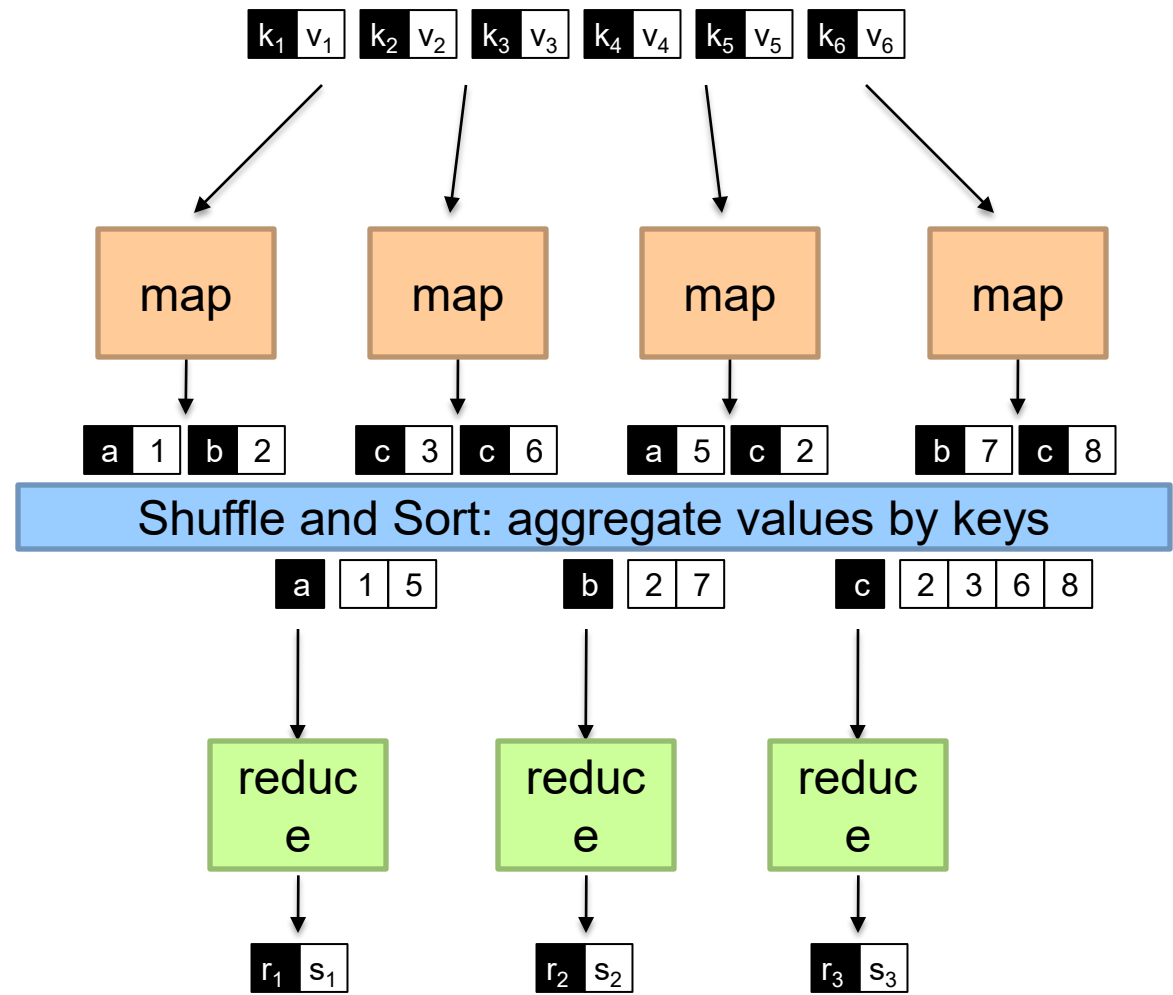 k₁ v₁ k₂ v₂ k₃ v₃ k₄ v₄ k₅ v₅ k₆ v₆
map map map map
a 1 b 2 c 3 c 6 a 5 c 2 b 7 c 8
Shuffle and Sort: aggregate values by keys
a 1 5 b 2 7 c 2 3 6 8
reduc reduc reduc
e e e
r₁ s₁ r₂ s₂ r₃ s₃